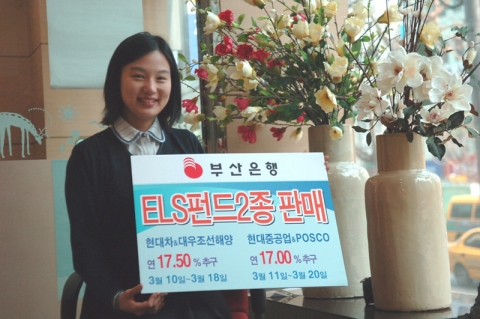 부산은행
ELS펀드2종 판매
현대차&대우조선해양
연 17.50 % 추구
3월 10일~3월 18일
현대중공업&POSCO
연 17.00 % 추구
3월 11일~3월 20일